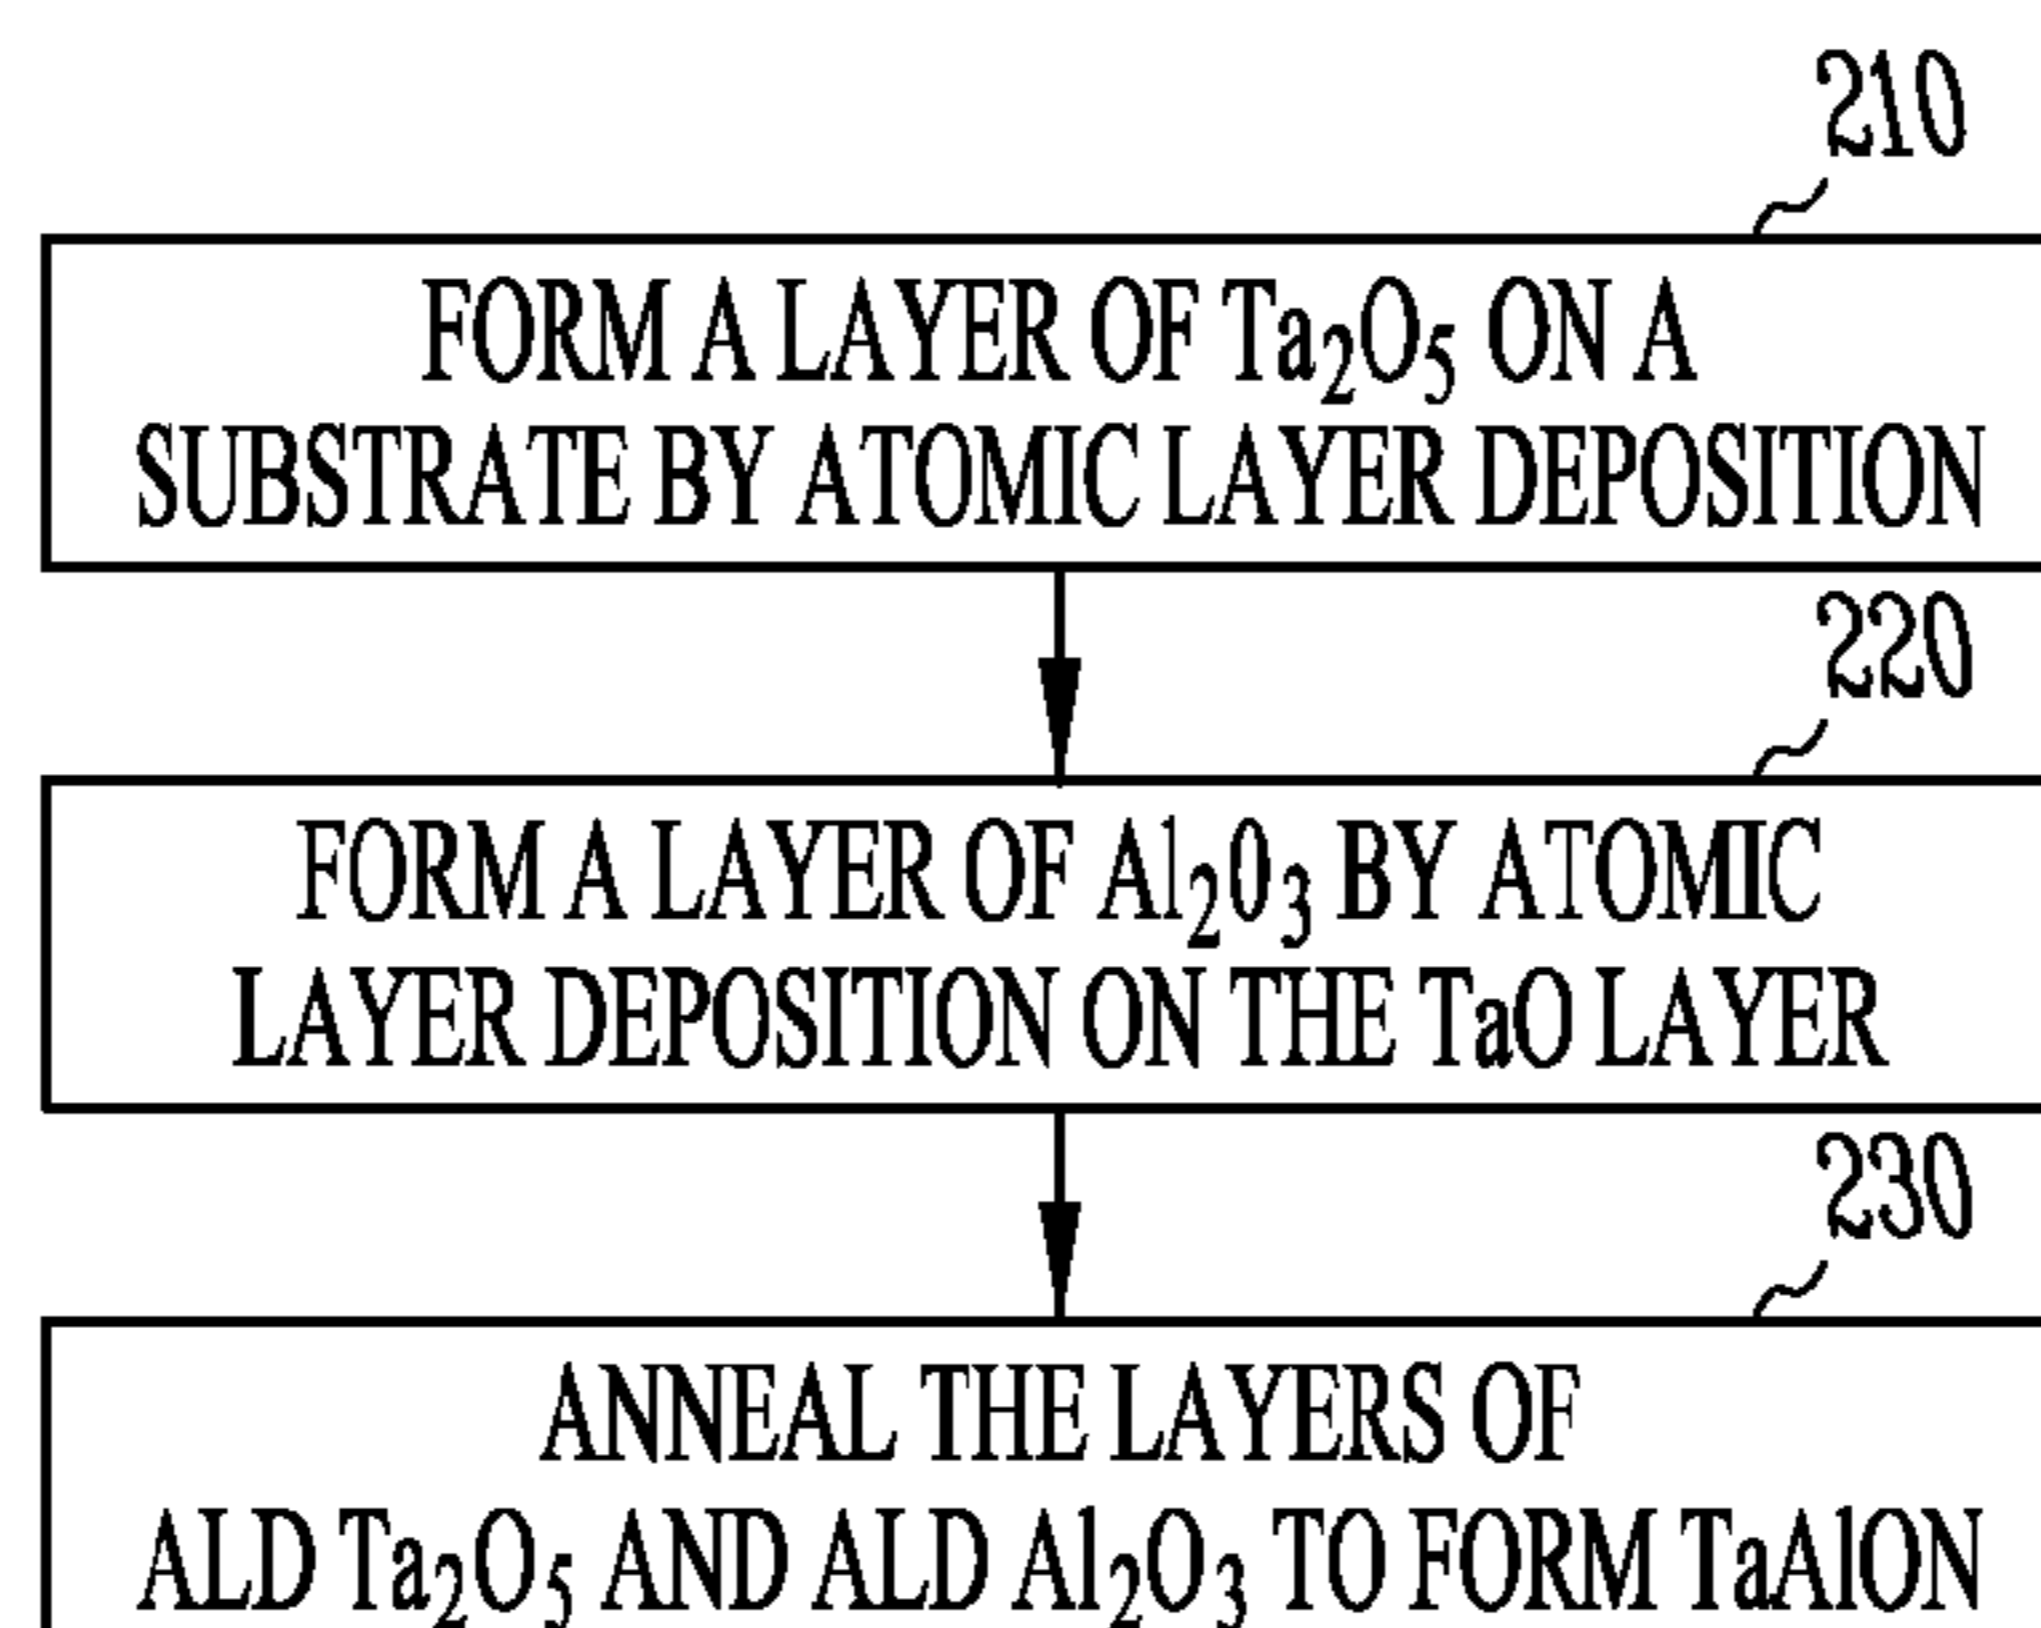 210
FORM A LAYER OF Ta₂O₅ ON A
SUBSTRATE BY ATOMIC LAYER DEPOSITION
220
FORM A LAYER OF Al₂0₃ BY ATOMIC
LAYER DEPOSITION ON THE TaO LAYER
230
ANNEAL THE LAYERS OF
ALD Ta₂O₅ AND ALD Al₂O₃ TO FORM TaAlON